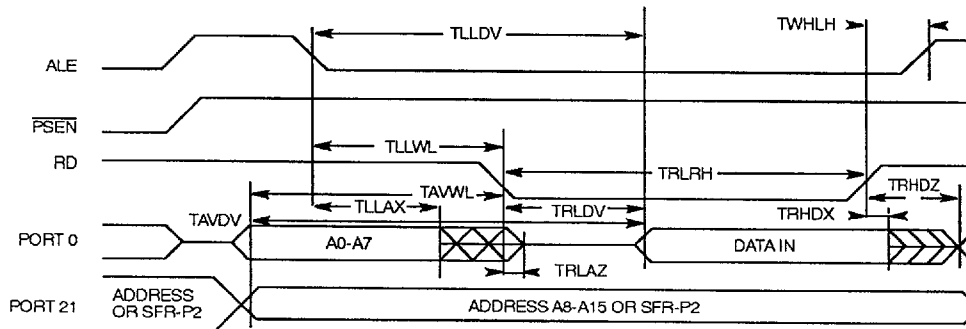 TLLDV
TWHLH
ALE
PSEN
TLLWL
RD
TAVWL
TRLRH
TRHDZ
TLLAX
TRLDV
TRHDX
TAVDV
PORT 0
A0-A7
DATA IN
TRLAZ
PORT 21
ADDRESS
OR SFR-P2
ADDRESS A8-A15 OR SFR-P2